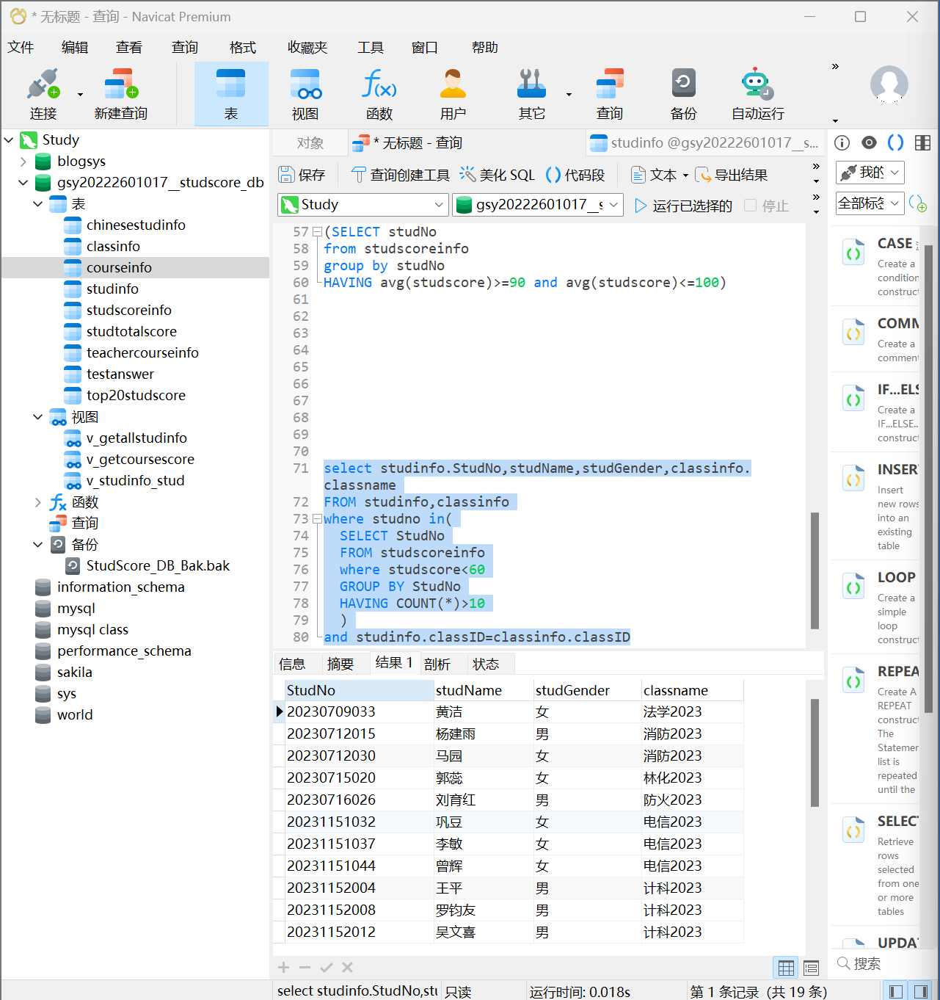 * 无标题 - 查询 - Navicat Premium
文件 编辑 查看 查询 格式 收藏夹 工具 窗口 帮助
连接 新建查询 表 视图 函数 用户 其它 查询 备份 自动运行
Study
blogsys
gsy20222601017__studscore_db
表
chinesestudinfo
classinfo
courseinfo
studinfo
studscoreinfo
studtotalscore
teachercourseinfo
testanswer
top20studscore
视图
v_getallstudinfo
v_getcoursescore
v_studinfo_stud
函数
查询
备份
StudScore_DB_Bak.bak
information_schema
mysql
mysql class
performance_schema
sakila
sys
world
对象 * 无标题 - 查询 studinfo @gsy20222601017__s...
保存 查询创建工具 美化 SQL 代码段 文本 导出结果
Study gsy20222601017__s 运行已选择的 停止
57 (SELECT studNo
58 from studscoreinfo
59 group by studNo
60 HAVING avg(studscore)>=90 and avg(studscore)<=100)
61
62
63
64
65
66
67
68
69
70
71 select studinfo.StudNo,studName,studGender,classinfo.
classname
72 FROM studinfo,classinfo
73 where studno in(
74 SELECT StudNo
75 FROM studscoreinfo
76 where studscore<60
77 GROUP BY StudNo
78 HAVING COUNT(*)>10
79 )
80 and studinfo.classID=classinfo.classID
信息 摘要 结果 1 剖析 状态
StudNo studName studGender classname
20230709033 黄洁 女 法学2023
20230712015 杨建雨 男 消防2023
20230712030 马园 女 消防2023
20230715020 郭蕊 女 林化2023
20230716026 刘育红 男 防火2023
20231151032 巩豆 女 电信2023
20231151037 李敏 女 电信2023
20231151044 曾辉 女 电信2023
20231152004 王平 男 计科2023
20231152008 罗钧友 男 计科2023
20231152012 吴文喜 男 计科2023
select studinfo.StudNo,stu 只读 运行时间: 0.018s 第 1 条记录 (共 19 条)
我的
全部标签
CASE
Create a
condition
construct
COMM
Create a
comment
IF...ELS
Create a
IF...ELSE...
construct
INSER
Insert
new rows
into an
existing
table
LOOP
Create a
simple
loop
construct
REPEA
Create A
REPEAT
construct
The
Statemen
list is
repeated
until the
SELECT
Retrieve
rows
selected
from one
or more
tables
UPDA
搜索